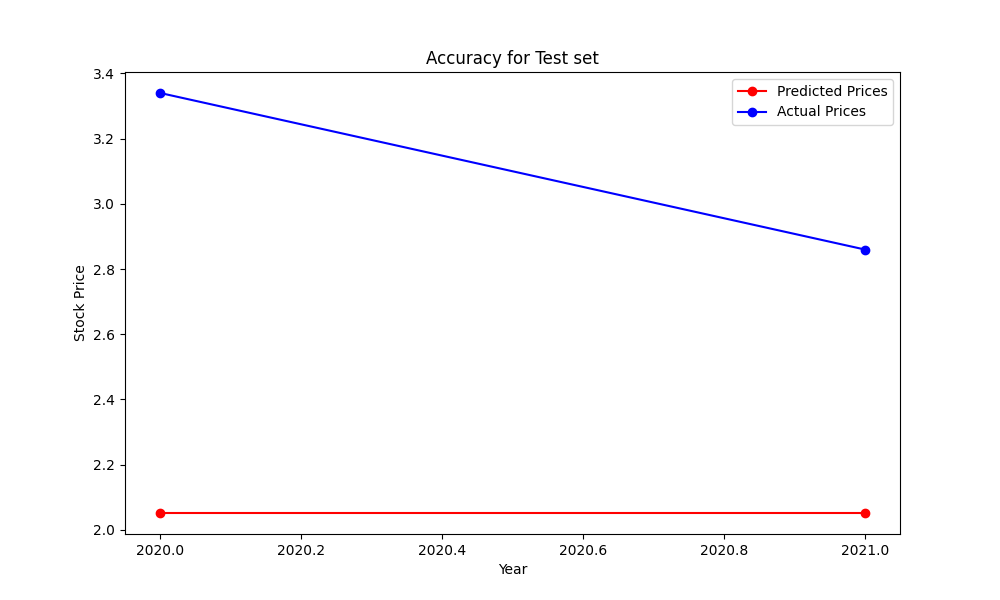 Accuracy for Test set
Predicted Prices
Actual Prices
3.4
3.2
3.0
2.8
2.6
2.4
2.2
2.0
Stock Price
2020.0 2020.2 2020.4 2020.6 2020.8 2021.0
Year